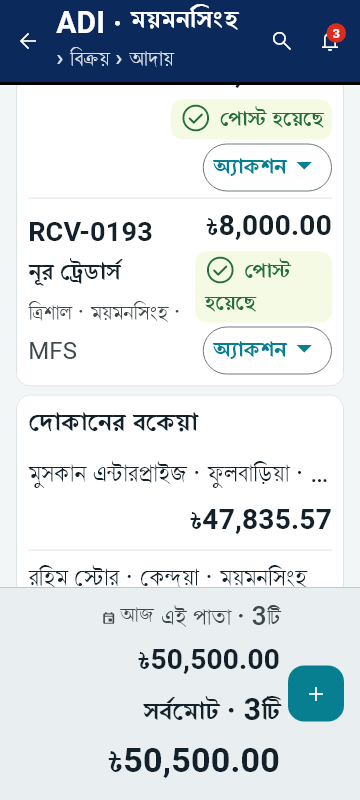 ADI · ময়মনসিংহ
› বিক্রয় › আদায়
3
পোস্ট হয়েছে
অ্যাকশন
RCV-0193
৳8,000.00
নূর ট্রেডার্স
পোস্ট হয়েছে
ত্রিশাল · ময়মনসিংহ ·
MFS
অ্যাকশন
দোকানের বকেয়া
মুসকান এন্টারপ্রাইজ · ফুলবাড়িয়া · ...
৳47,835.57
রহিম স্টোর · কেন্দুয়া · ময়মনসিংহ
আজ এই পাতা · 3টি
৳50,500.00
সর্বমোট · 3টি
৳50,500.00